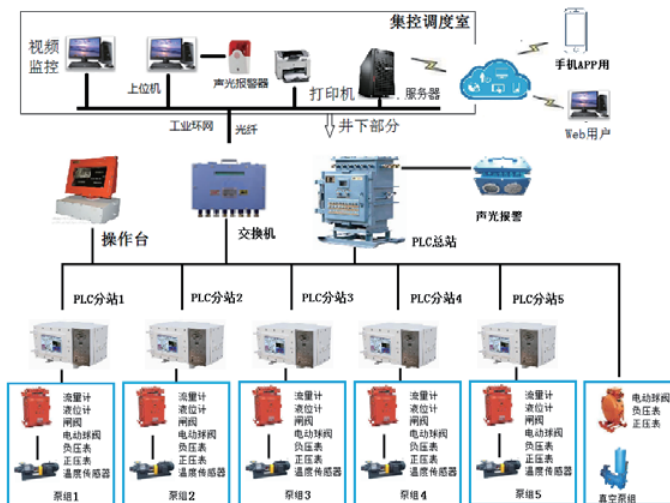 集控调度室
视频
监控
上位机
声光报警器
打印机
服务器
手机APP用
Web用户
工业环网
光纤
井下部分
操作台
交换机
PLC总站
声光报警
PLC分站1
PLC分站2
PLC分站3
PLC分站4
PLC分站5
流量计
液位计
闸阀
电动球阀
负压表
正压表
温度传感器
泵组1
流量计
液位计
闸阀
电动球阀
负压表
正压表
温度传感器
泵组2
流量计
液位计
闸阀
电动球阀
负压表
正压表
温度传感器
泵组3
流量计
液位计
闸阀
电动球阀
负压表
正压表
温度传感器
泵组4
流量计
液位计
闸阀
电动球阀
负压表
正压表
温度传感器
泵组5
电动球阀
正压表
真空泵组